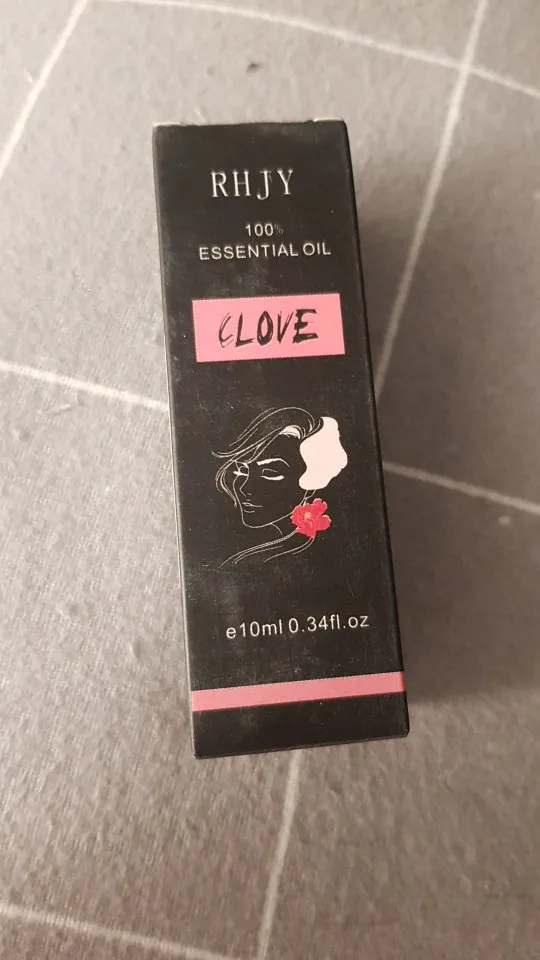 RHJY
100%
ESSENTIAL OIL
CLOVE
e10ml 0.34fl.oz